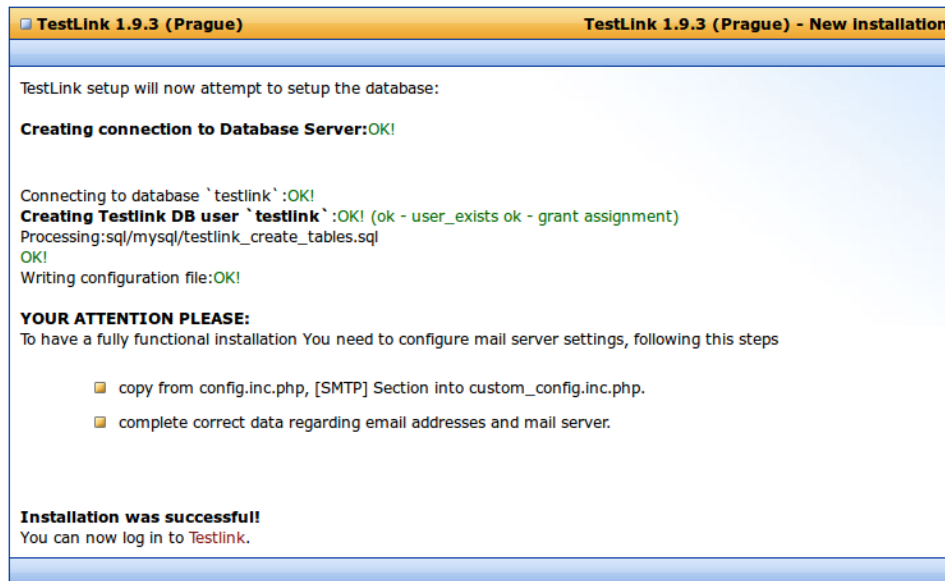 TestLink 1.9.3 (Prague)
TestLink 1.9.3 (Prague) - New installation
TestLink setup will now attempt to setup the database:
Creating connection to Database Server:OK!
Connecting to database `testlink`:OK!
Creating Testlink DB user `testlink`:OK! (ok - user_exists ok - grant assignment)
Processing:sql/mysql/testlink_create_tables.sql
OK!
Writing configuration file:OK!
YOUR ATTENTION PLEASE:
To have a fully functional installation You need to configure mail server settings, following this steps
copy from config.inc.php, [SMTP] Section into custom_config.inc.php.
complete correct data regarding email addresses and mail server.
Installation was successful!
You can now log in to Testlink.